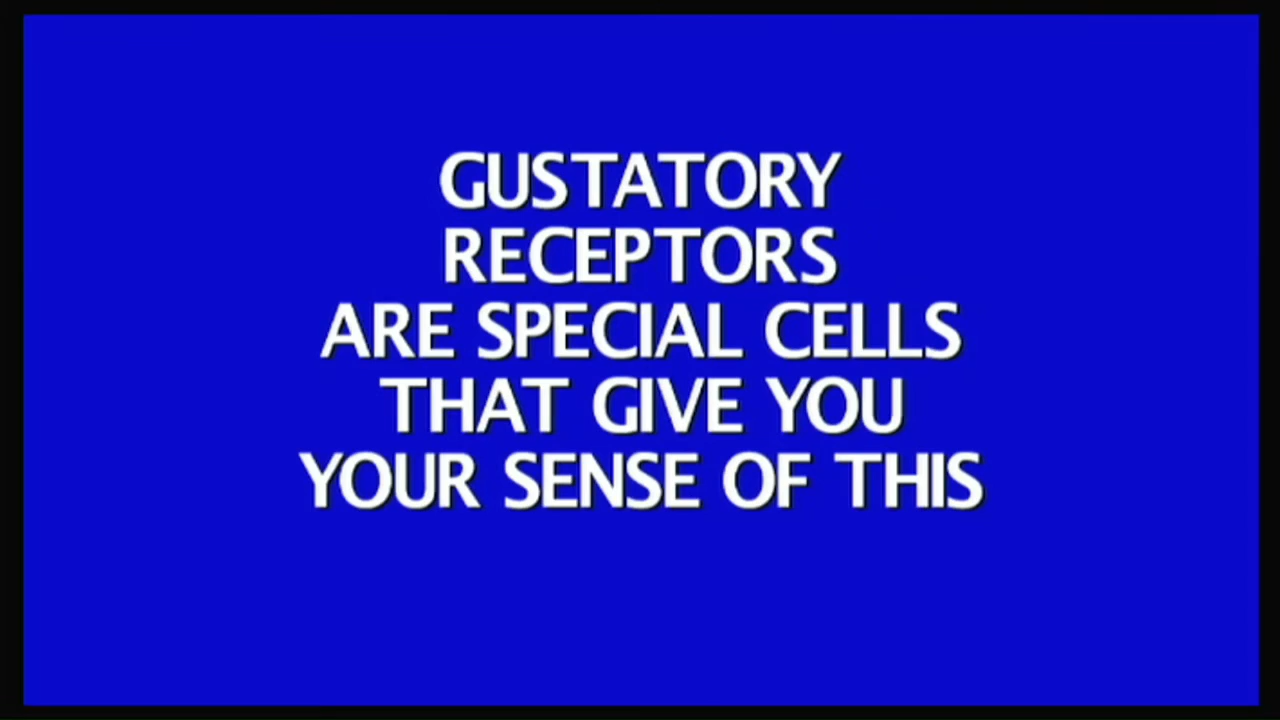 GUSTATORY
RECEPTORS
ARE SPECIAL CELLS
THAT GIVE YOU
YOUR SENSE OF THIS